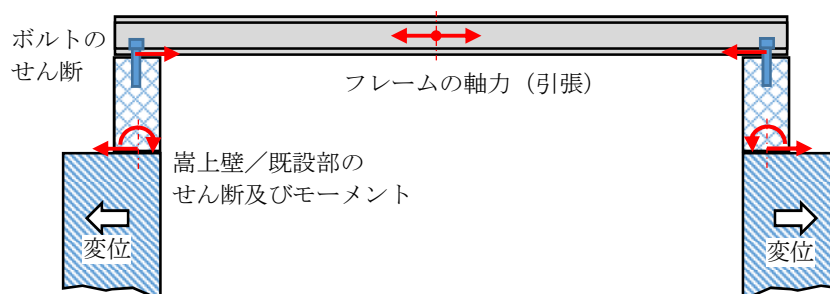 ボルトの
せん断
フレームの軸力（引張）
嵩上壁／既設部の
せん断及びモーメント
変位
変位